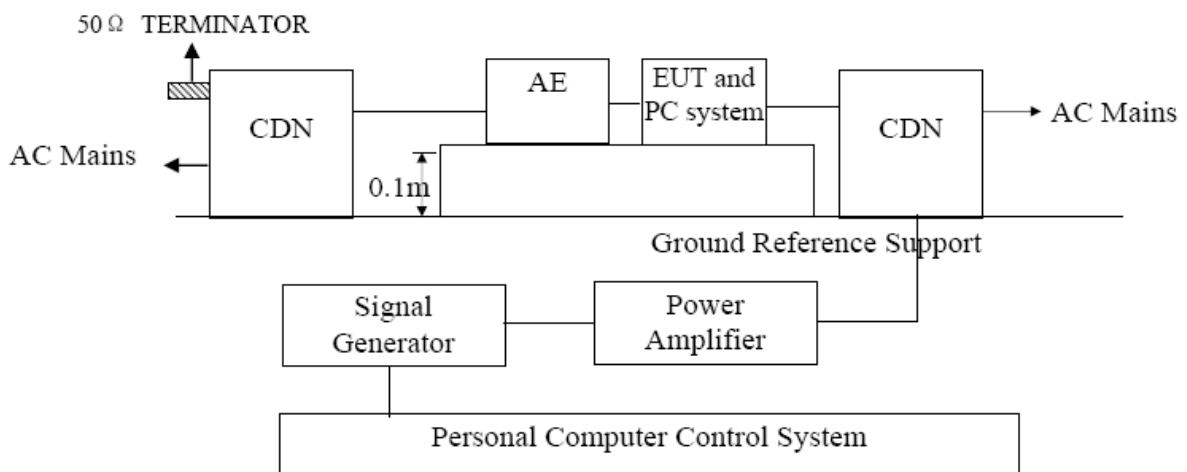 50Ω TERMINATOR
AE
EUT and
PC system
CDN
CDN
AC Mains
AC Mains
0.1m
Ground Reference Support
Signal
Generator
Power
Amplifier
Personal Computer Control System